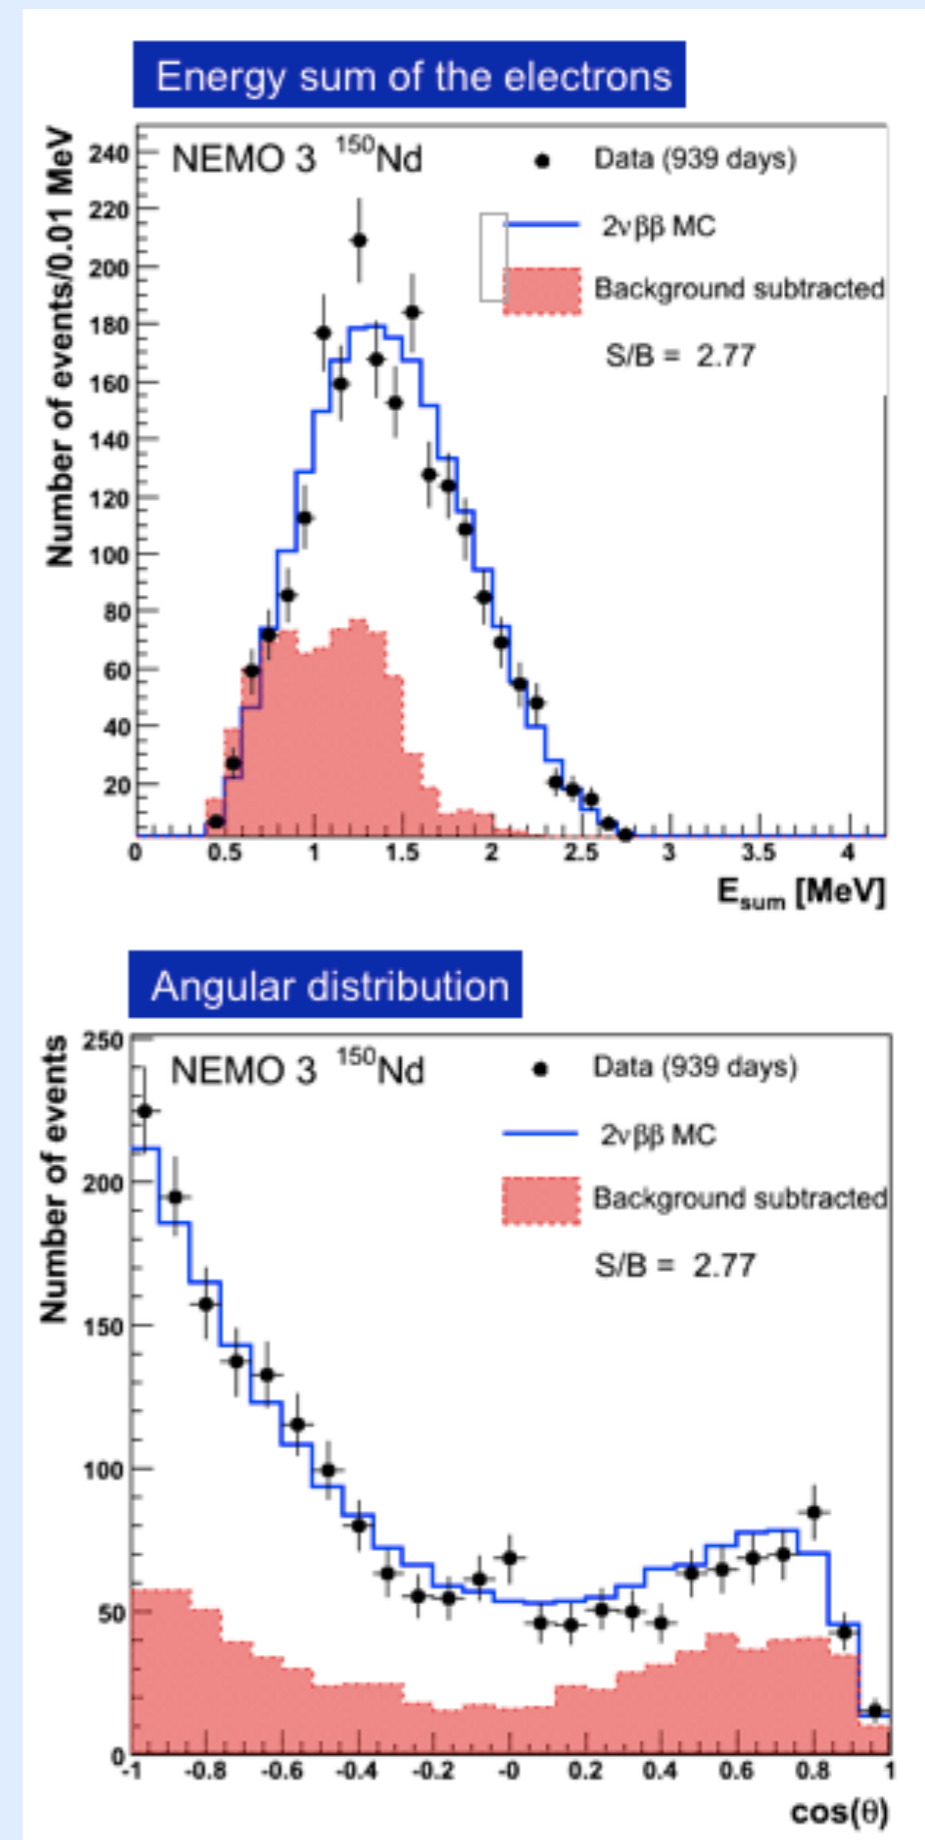 Energy sum of the electrons
Number of events/0.01 MeV
NEMO 3 ¹⁵⁰Nd
Data (939 days)
2νββ MC
Background subtracted
S/B = 2.77
240
220
200
180
160
140
120
100
80
60
40
20
0 0.5 1 1.5 2 2.5 3 3.5 4
E_sum [MeV]
Angular distribution
Number of events
NEMO 3 ¹⁵⁰Nd
Data (939 days)
2νββ MC
Background subtracted
S/B = 2.77
250
200
150
100
50
0
-1 -0.8 -0.6 -0.4 -0.2 -0 0.2 0.4 0.6 0.8 1
cos(θ)